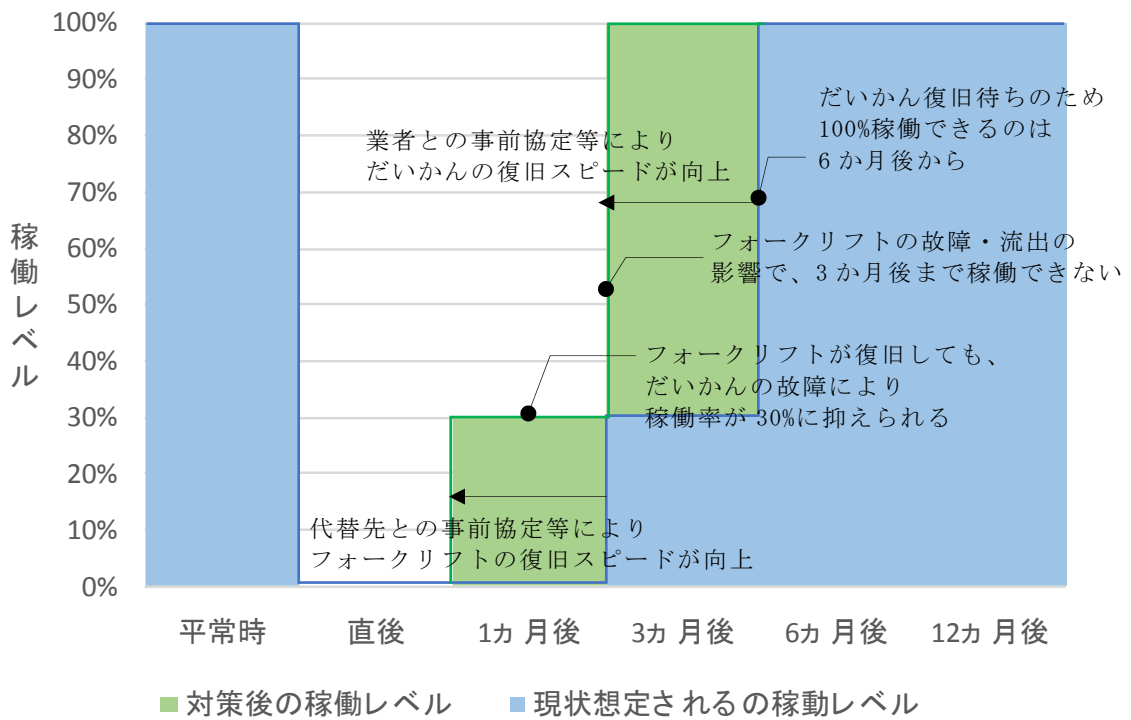 100%
90%
80%
70%
60%
50%
40%
30%
20%
10%
0%
稼働レベル
業者との事前協定等により
だいかんの復旧スピードが向上
だいかん復旧待ちのため
100%稼働できるのは
6か月後から
フォークリフトの故障・流出の
影響で、3か月後まで稼働できない
フォークリフトが復旧しても、
だいかんの故障により
稼働率が30%に抑えられる
代替先との事前協定等により
フォークリフトの復旧スピードが向上
平常時 直後 1カ月後 3カ月後 6カ月後 12カ月後
対策後の稼働レベル 現状想定されるの稼動レベル